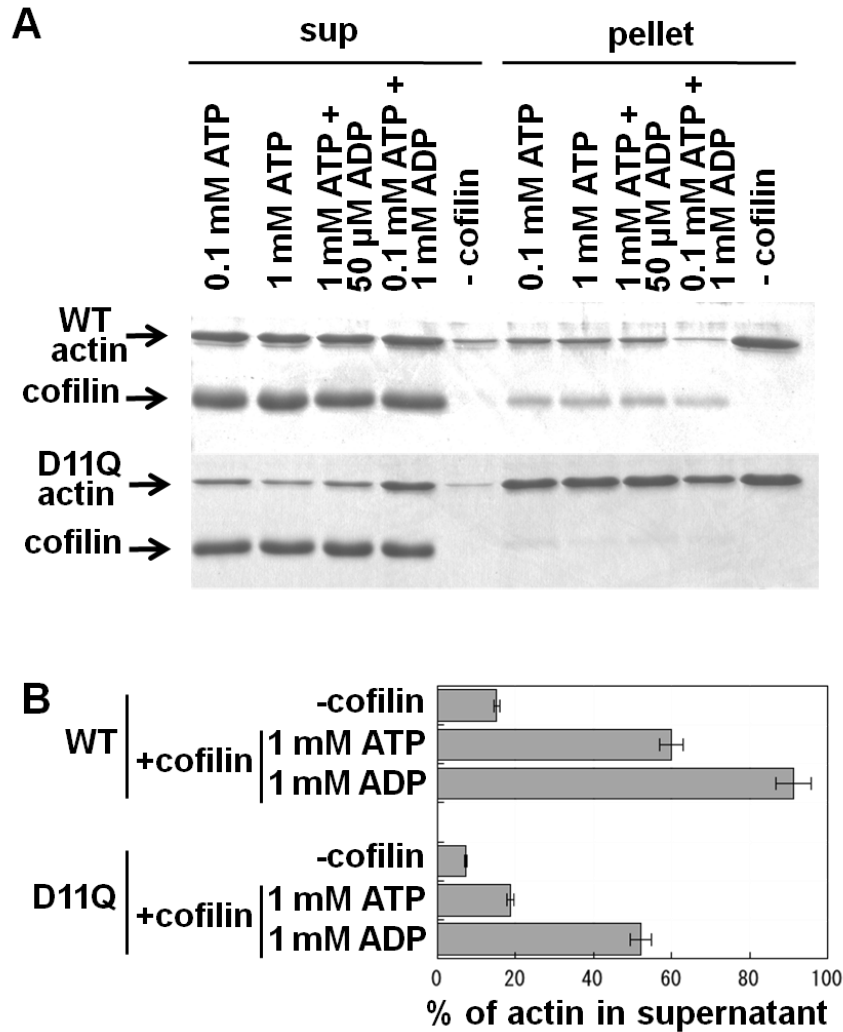 A
sup
pellet
0.1 mM ATP
1 mM ATP
1 mM ATP +
50 µM ADP
0.1 mM ATP +
1 mM ADP
- cofilin
0.1 mM ATP
1 mM ATP
1 mM ATP +
50 µM ADP
0.1 mM ATP +
1 mM ADP
- cofilin
WT
actin
cofilin
D11Q
actin
cofilin
B
WT
-cofilin
+cofilin
1 mM ATP
1 mM ADP
D11Q
-cofilin
+cofilin
1 mM ATP
1 mM ADP
0 20 40 60 80 100
% of actin in supernatant